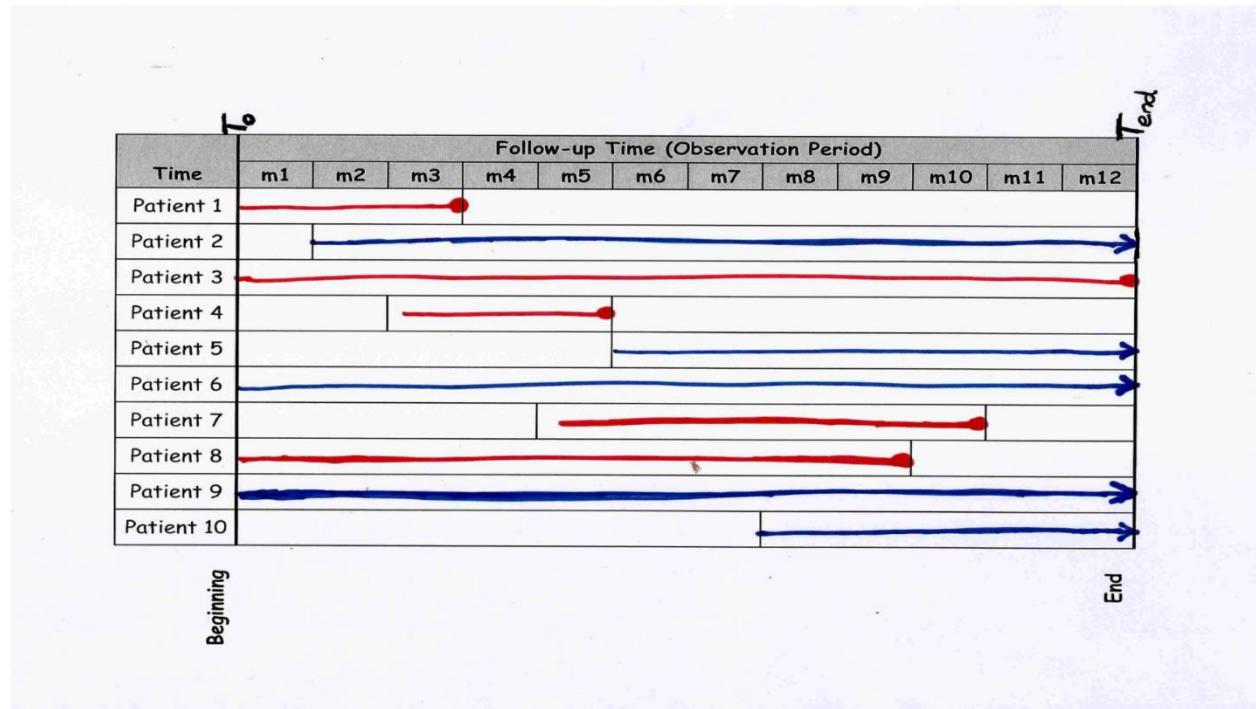 T₀ Tend
Follow-up Time (Observation Period)
Time m1 m2 m3 m4 m5 m6 m7 m8 m9 m10 m11 m12
Patient 1
Patient 2
Patient 3
Patient 4
Patient 5
Patient 6
Patient 7
Patient 8
Patient 9
Patient 10
Beginning End